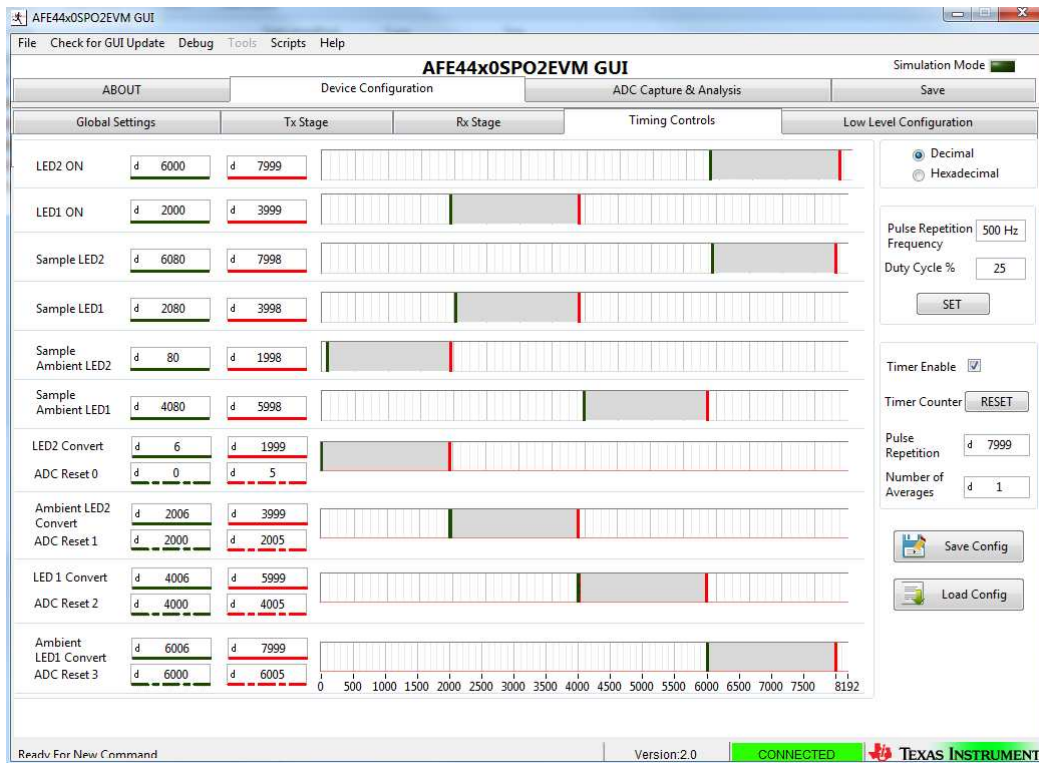 AFE44x0SPO2EVM GUI
File Check for GUI Update Debug Tools Scripts Help
AFE44x0SPO2EVM GUI
Simulation Mode
ABOUT Device Configuration ADC Capture & Analysis Save
Global Settings Tx Stage Rx Stage Timing Controls Low Level Configuration
LED2 ON d 6000 d 7999
LED1 ON d 2000 d 3999
Sample LED2 d 6080 d 7998
Sample LED1 d 2080 d 3998
Sample
Ambient LED2 d 80 d 1998
Sample
Ambient LED1 d 4080 d 5998
LED2 Convert d 6 d 1999
ADC Reset 0 d 0 d 5
Ambient LED2
Convert d 2006 d 3999
ADC Reset 1 d 2000 d 2005
LED 1 Convert d 4006 d 5999
ADC Reset 2 d 4000 d 4005
Ambient
LED1 Convert d 6006 d 7999
ADC Reset 3 d 6000 d 6005
0 500 1000 1500 2000 2500 3000 3500 4000 4500 5000 5500 6000 6500 7000 7500 8192
Decimal
Hexadecimal
Pulse Repetition
Frequency 500 Hz
Duty Cycle % 25
SET
Timer Enable
Timer Counter RESET
Pulse
Repetition d 7999
Number of
Averages d 1
Save Config
Load Config
Ready For New Command
Version:2.0
CONNECTED
TEXAS INSTRUMENT